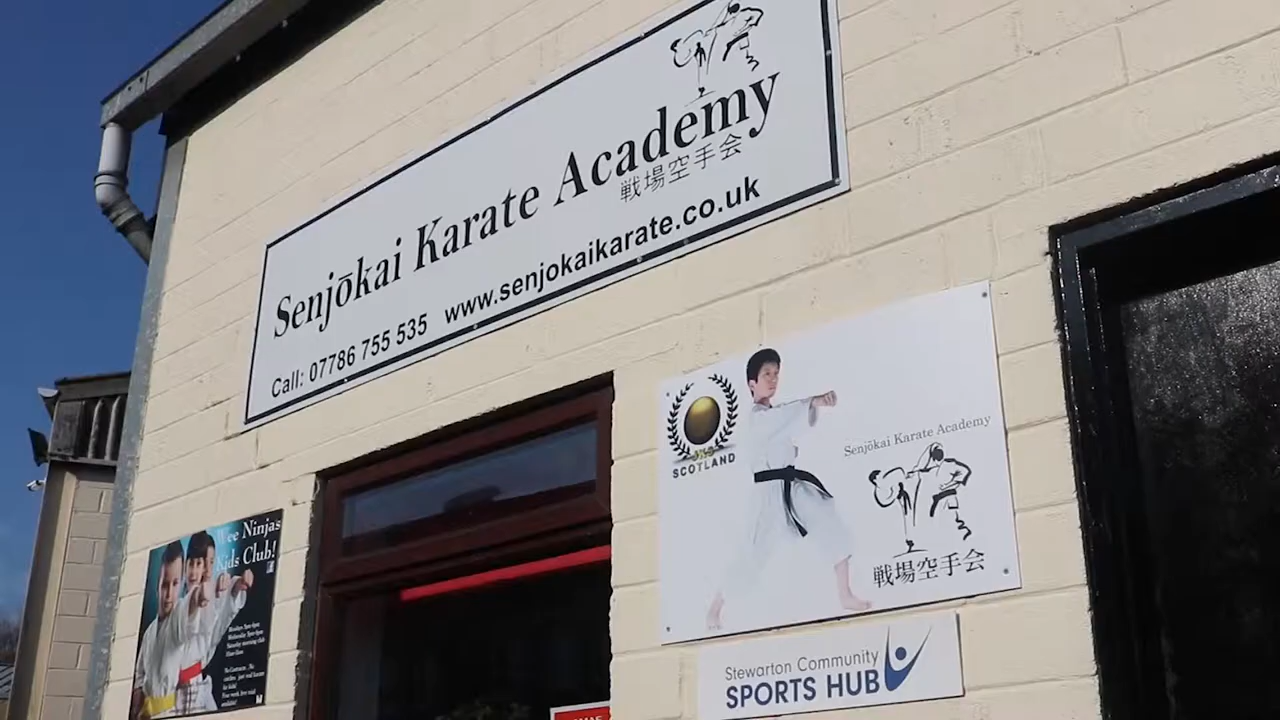 Senjōkai Karate Academy
戦場空手会
Call: 07786 755 535 www.senjokaikarate.co.uk
SCOTLAND
Senjōkai Karate Academy
戦場空手会
Wee Ninjas
Kids Club!
Stewarton Community
SPORTS HUB